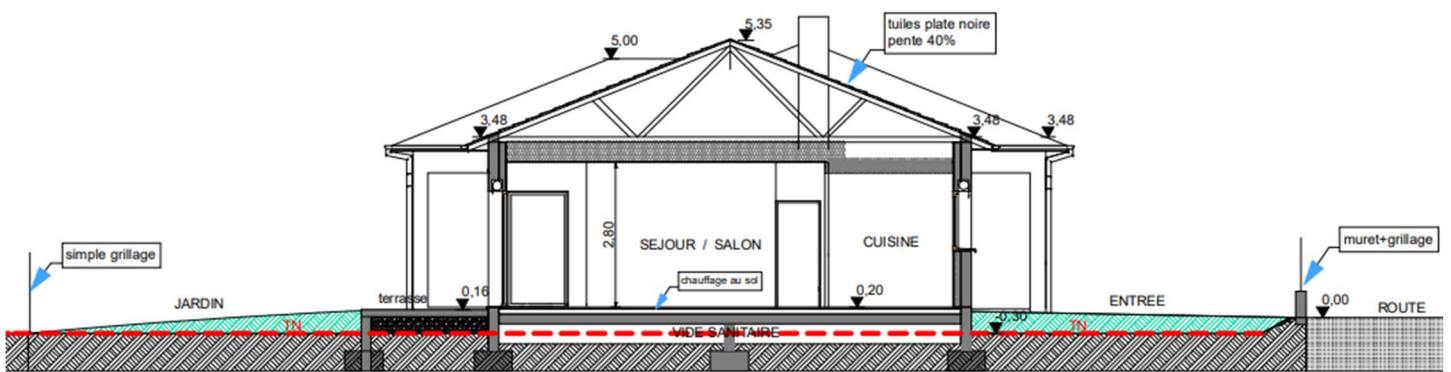 5,35
tuiles plate noire
pente 40%
5,00
3,48
3,48
3,48
2,80
SEJOUR / SALON
CUISINE
muret+grillage
simple grillage
chauffage au sol
JARDIN
terrasse
0,16
0,20
ENTREE
0,00
ROUTE
TN
VIDE SANITAIRE
-0,30
TN